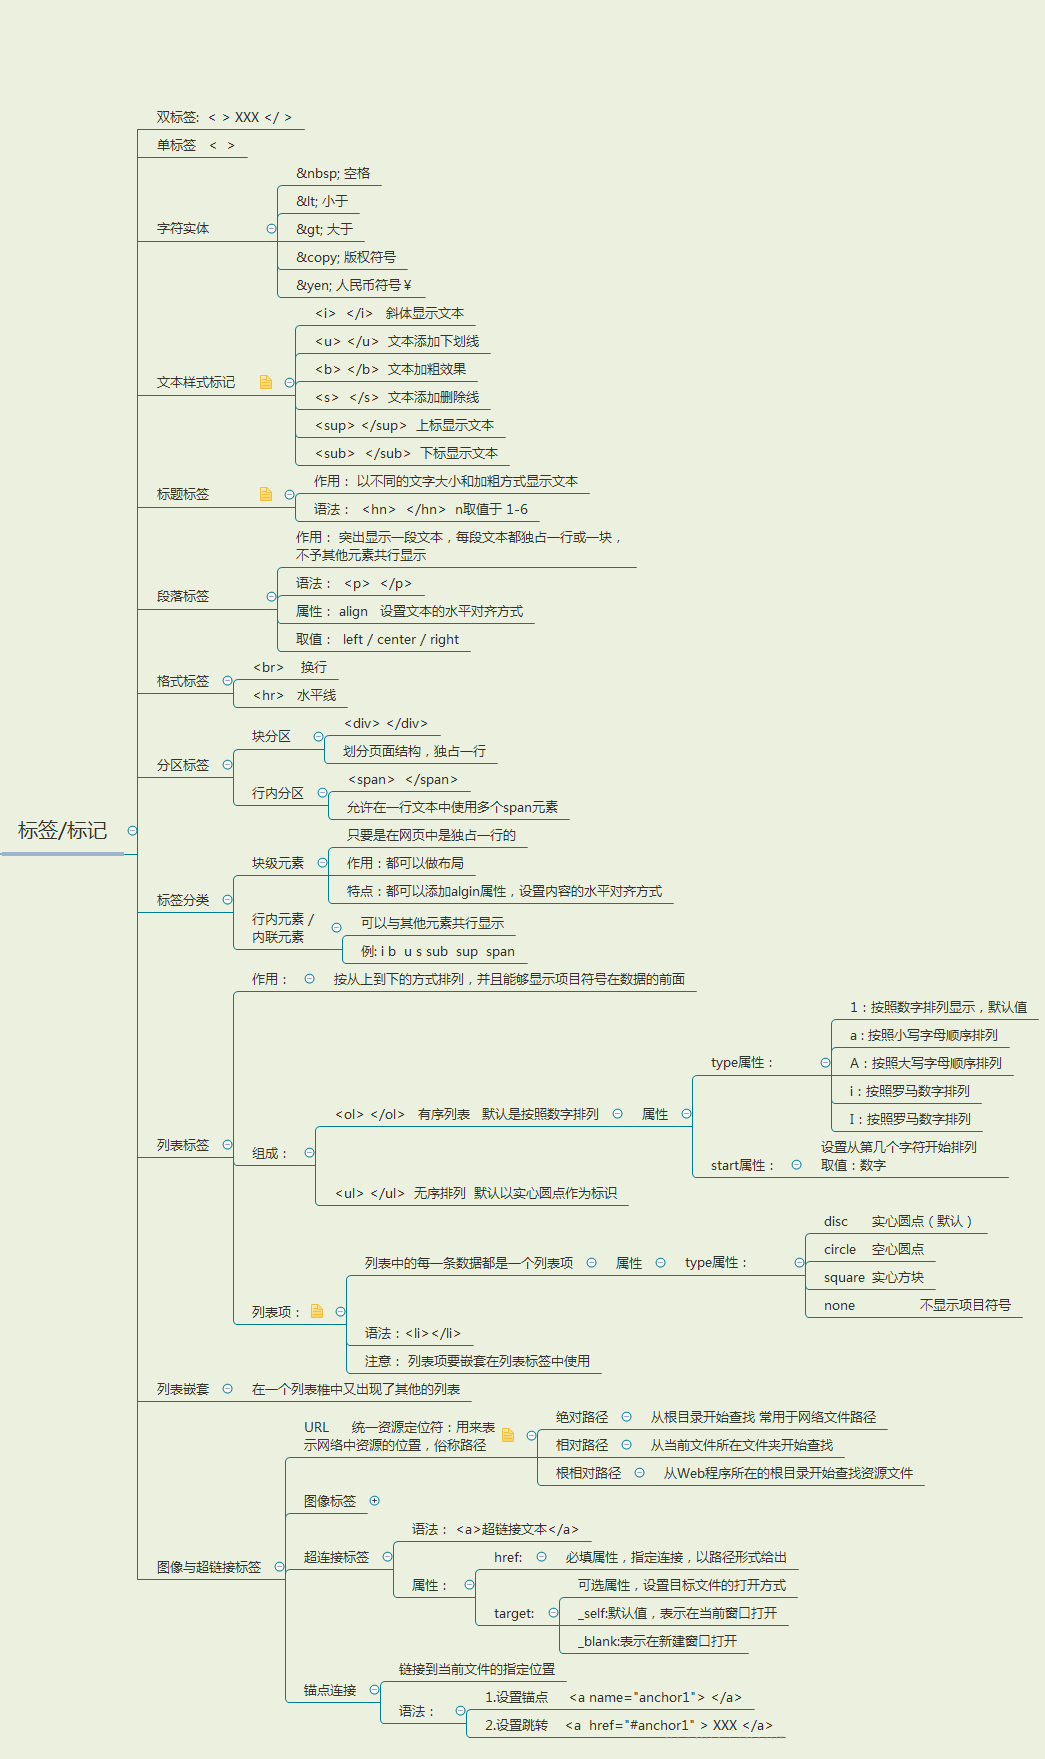 双标签: < > XXX </ >
单标签 < >
&nbsp; 空格
&lt; 小于
字符实体
&gt; 大于
&copy; 版权符号
&yen; 人民币符号¥
<i> </i> 斜体显示文本
<u> </u> 文本添加下划线
<b> </b> 文本加粗效果
文本样式标记
<s> </s> 文本添加删除线
<sup> </sup> 上标显示文本
<sub> </sub> 下标显示文本
作用： 以不同的文字大小和加粗方式显示文本
标题标签
语法： <hn> </hn> n取值于 1-6
作用： 突出显示一段文本，每段文本都独占一行或一块，
不予其他元素共行显示
语法： <p> </p>
段落标签
属性： align 设置文本的水平对齐方式
取值： left / center / right
<br> 换行
格式标签
<hr> 水平线
<div> </div>
块分区
划分页面结构，独占一行
分区标签
<span> </span>
行内分区
允许在一行文本中使用多个span元素
标签/标记
只要是在网页中是独占一行的
块级元素
作用：都可以做布局
特点：都可以添加algin属性，设置内容的水平对齐方式
标签分类
行内元素 /
内联元素
可以与其他元素共行显示
例: i b u s sub sup span
作用：
按从上到下的方式排列，并且能够显示项目符号在数据的前面
1：按照数字排列显示，默认值
a : 按照小写字母顺序排列
type属性：
A：按照大写字母顺序排列
i：按照罗马数字排列
I：按照罗马数字排列
<ol> </ol> 有序列表 默认是按照数字排列
属性
列表标签
组成：
设置从第几个字符开始排列
start属性：
取值：数字
<ul> </ul> 无序排列 默认以实心圆点作为标识
disc 实心圆点（默认）
circle 空心圆点
列表中的每一条数据都是一个列表项
属性
type属性：
square 实心方块
none 不显示项目符号
列表项：
语法：<li></li>
注意： 列表项要嵌套在列表标签中使用
列表嵌套
在一个列表椎中又出现了其他的列表
URL 统一资源定位符：用来表
示网络中资源的位置，俗称路径
绝对路径
从根目录开始查找 常用于网络文件路径
相对路径
从当前文件所在文件夹开始查找
根相对路径
从Web程序所在的根目录开始查找资源文件
图像标签
语法： <a>超链接文本</a>
超连接标签
href:
必填属性，指定连接，以路径形式给出
图像与超链接标签
属性：
可选属性，设置目标文件的打开方式
target:
_self:默认值，表示在当前窗口打开
_blank:表示在新建窗口打开
链接到当前文件的指定位置
锚点连接
1.设置锚点 <a name="anchor1"> </a>
语法：
2.设置跳转 <a href="#anchor1" > XXX </a>